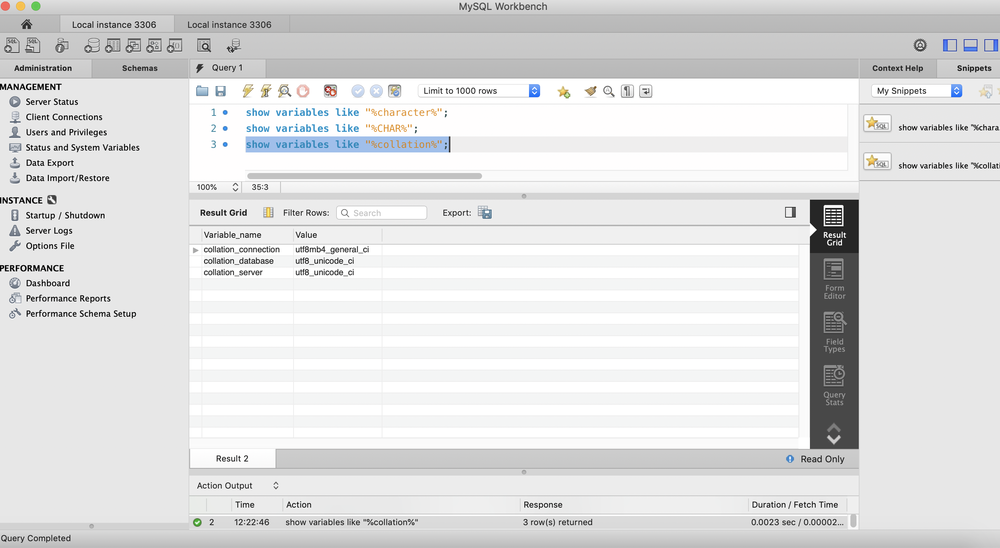 MySQL Workbench
Local instance 3306
Local instance 3306
SQL
SQL
f()
Administration
Schemas
MANAGEMENT
Server Status
Client Connections
Users and Privileges
Status and System Variables
Data Export
Data Import/Restore
INSTANCE
Startup / Shutdown
Server Logs
Options File
PERFORMANCE
Dashboard
Performance Reports
Performance Schema Setup
Query 1
Limit to 1000 rows
1 show variables like "%character%";
2 show variables like "%CHAR%";
3 show variables like "%collation%";
100% 35:3
Result Grid Filter Rows: Search Export:
Variable_name Value
collation_connection utf8mb4_general_ci
collation_database utf8_unicode_ci
collation_server utf8_unicode_ci
Result
Grid
Form
Editor
Field
Types
Query
Stats
Result 2
Read Only
Action Output
Time Action Response Duration / Fetch Time
2 12:22:46 show variables like "%collation%" 3 row(s) returned 0.0023 sec / 0.00002...
Context Help
Snippets
My Snippets
SQL
show variables like "%chara.
SQL
show variables like "%collati
Query Completed